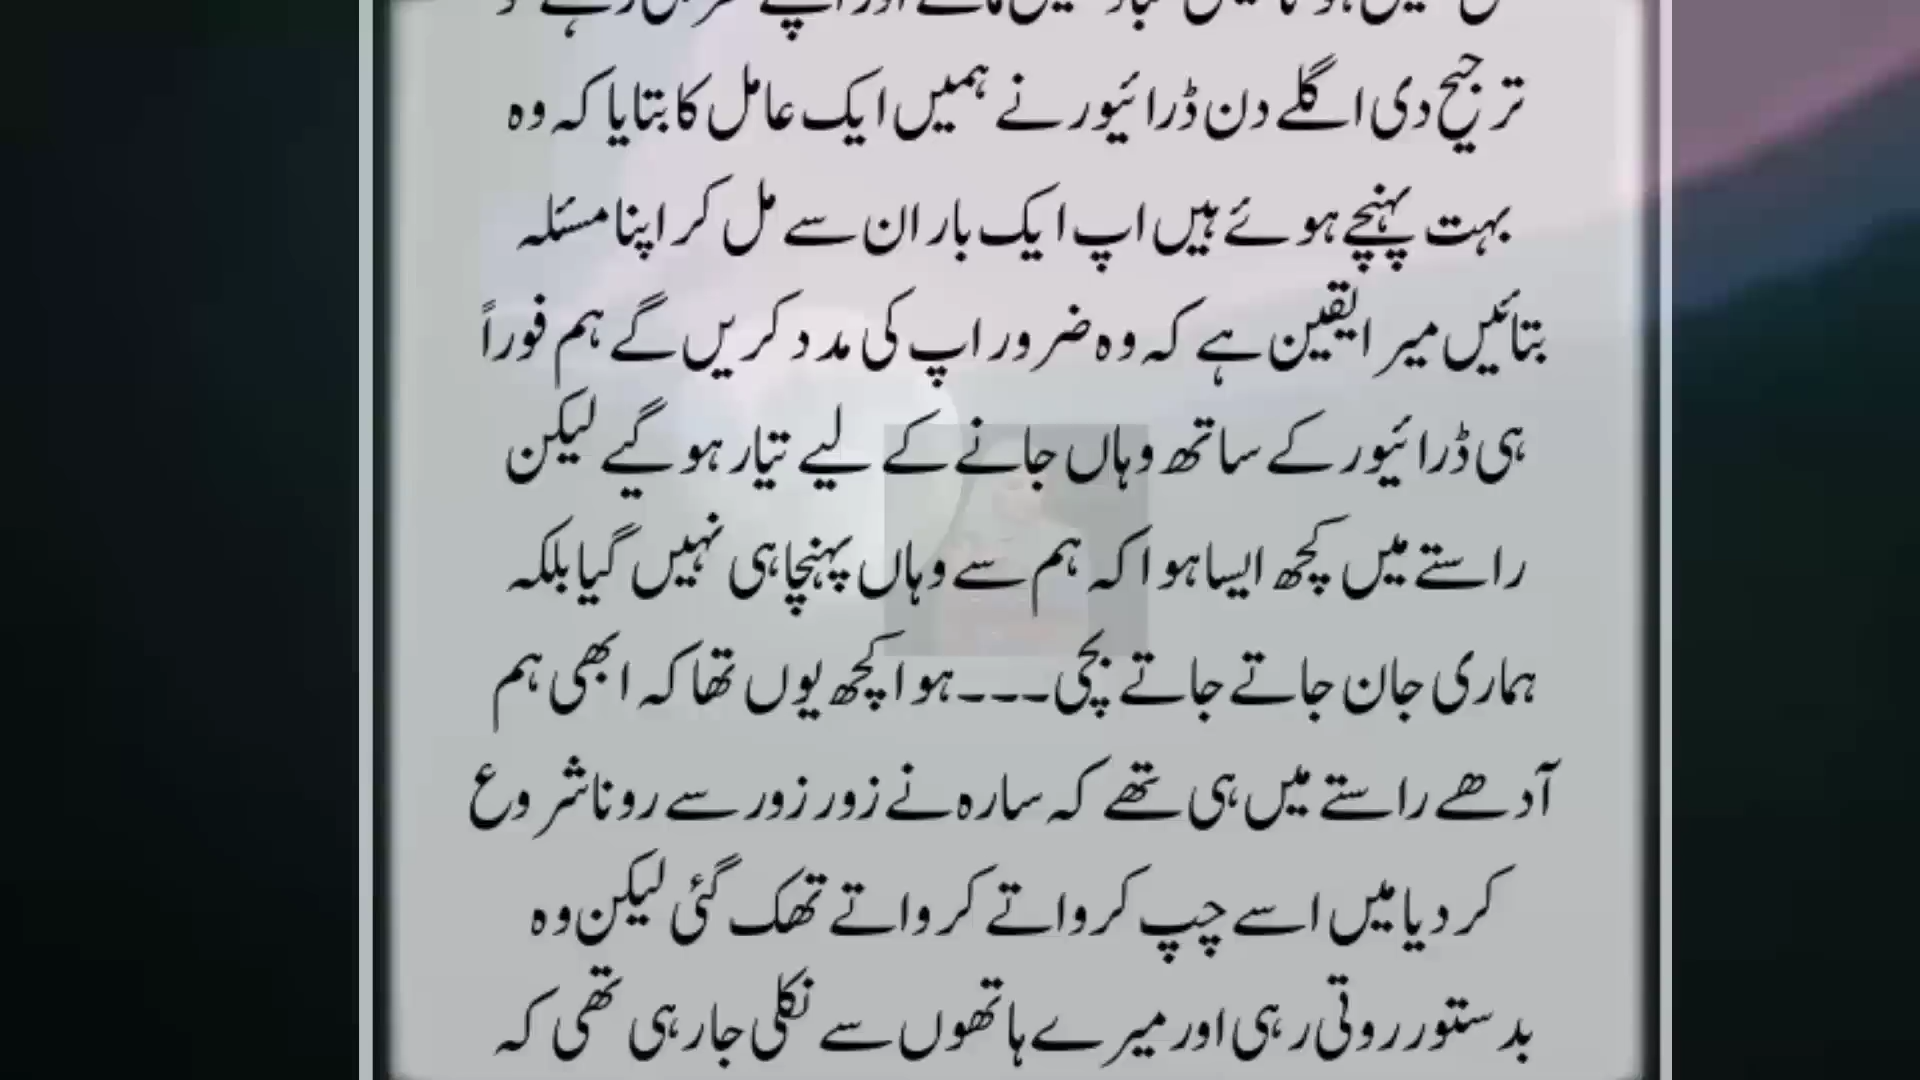 ترجیح دی اگلے دن ڈرائیور نے ہمیں ایک عامل کا بتایا کہ وہ
بہت پہنچے ہوئے ہیں اپ ایک بار ان سے مل کر اپنا مسئلہ
بتائیں میرا یقین ہے کہ وہ ضرور اپ کی مدد کریں گے ہم فوراً
ہی ڈرائیور کے ساتھ وہاں جانے کے لیے تیار ہو گیے لیکن
راستے میں کچھ ایسا ہوا کہ ہم سے وہاں پہنچا ہی نہیں گیا بلکہ
ہماری جان جاتے جاتے بچی۔۔۔ ہوا کچھ یوں تھا کہ ابھی ہم
آدھے راستے میں ہی تھے کہ سارہ نے زور زور سے رونا شروع
کر دیا میں اسے چپ کرواتے کرواتے تھک گئی لیکن وہ
بدستور روتی رہی اور میرے ہاتھوں سے نکلی جا رہی تھی کہ